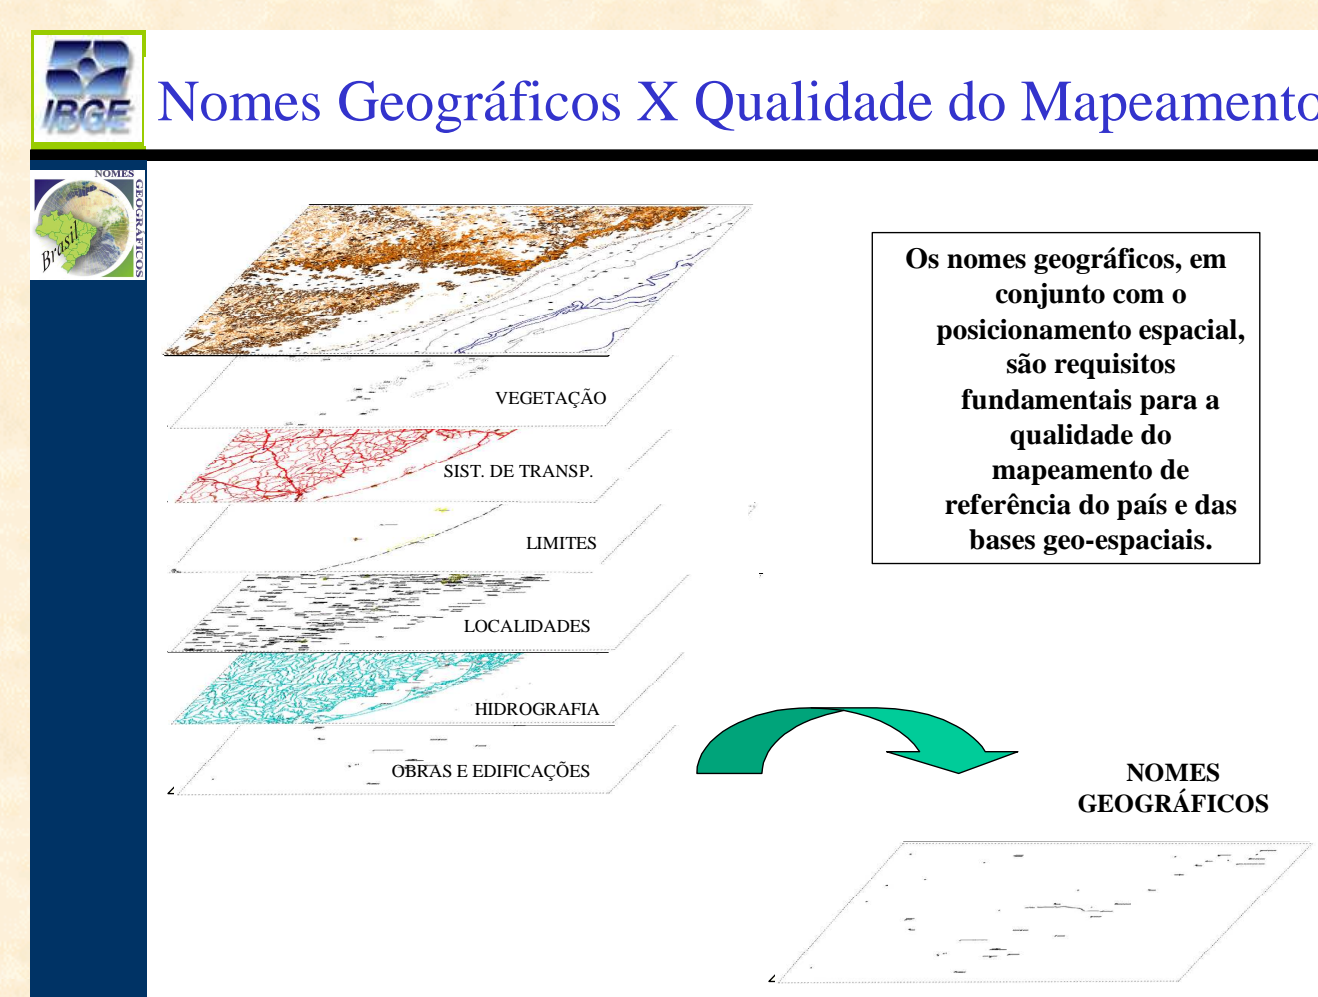 IBGE
Nomes Geográficos X Qualidade do Mapeamento
NOMES
GEOGRÁFICOS
Brasil
Os nomes geográficos, em
conjunto com o
posicionamento espacial,
são requisitos
fundamentais para a
qualidade do
mapeamento de
referência do país e das
bases geo-espaciais.
VEGETAÇÃO
SIST. DE TRANSP.
LIMITES
LOCALIDADES
HIDROGRAFIA
OBRAS E EDIFICAÇÕES
NOMES
GEOGRÁFICOS